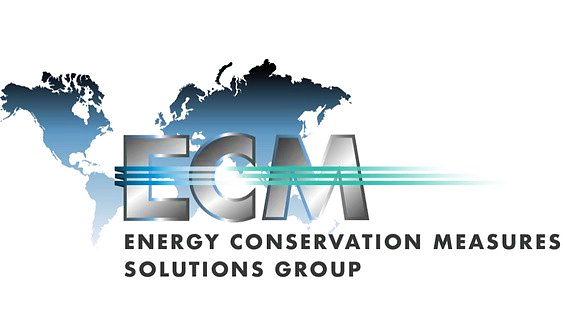 ECM
ENERGY CONSERVATION MEASURES
SOLUTIONS GROUP